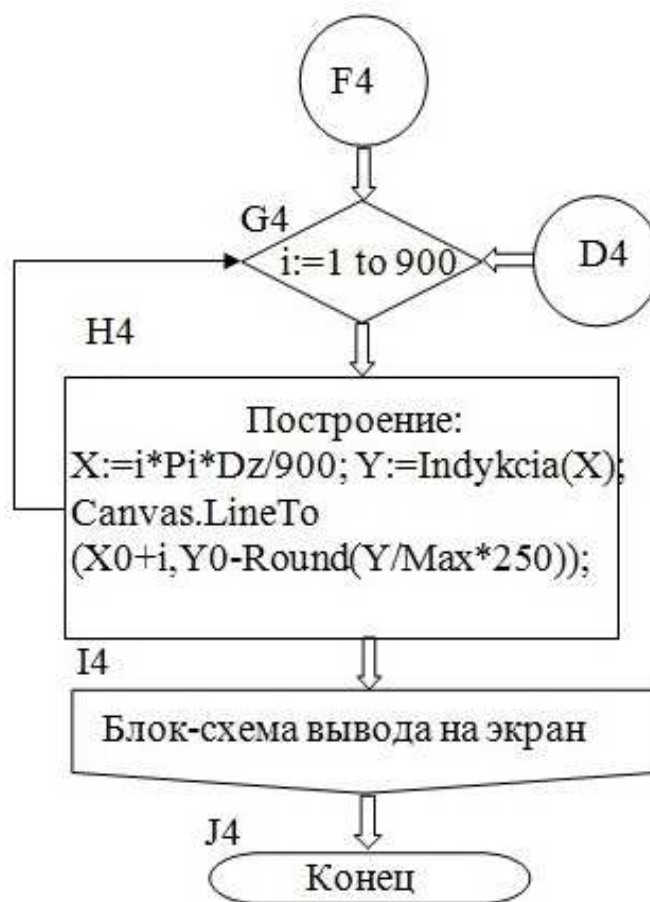 F4
G4
i:=1 to 900
D4
H4
Построение:
X:=i*Pi*Dz/900; Y:=Indykcia(X);
Canvas.LineTo
(X0+i,Y0-Round(Y/Max*250));
I4
Блок-схема вывода на экран
J4
Конец